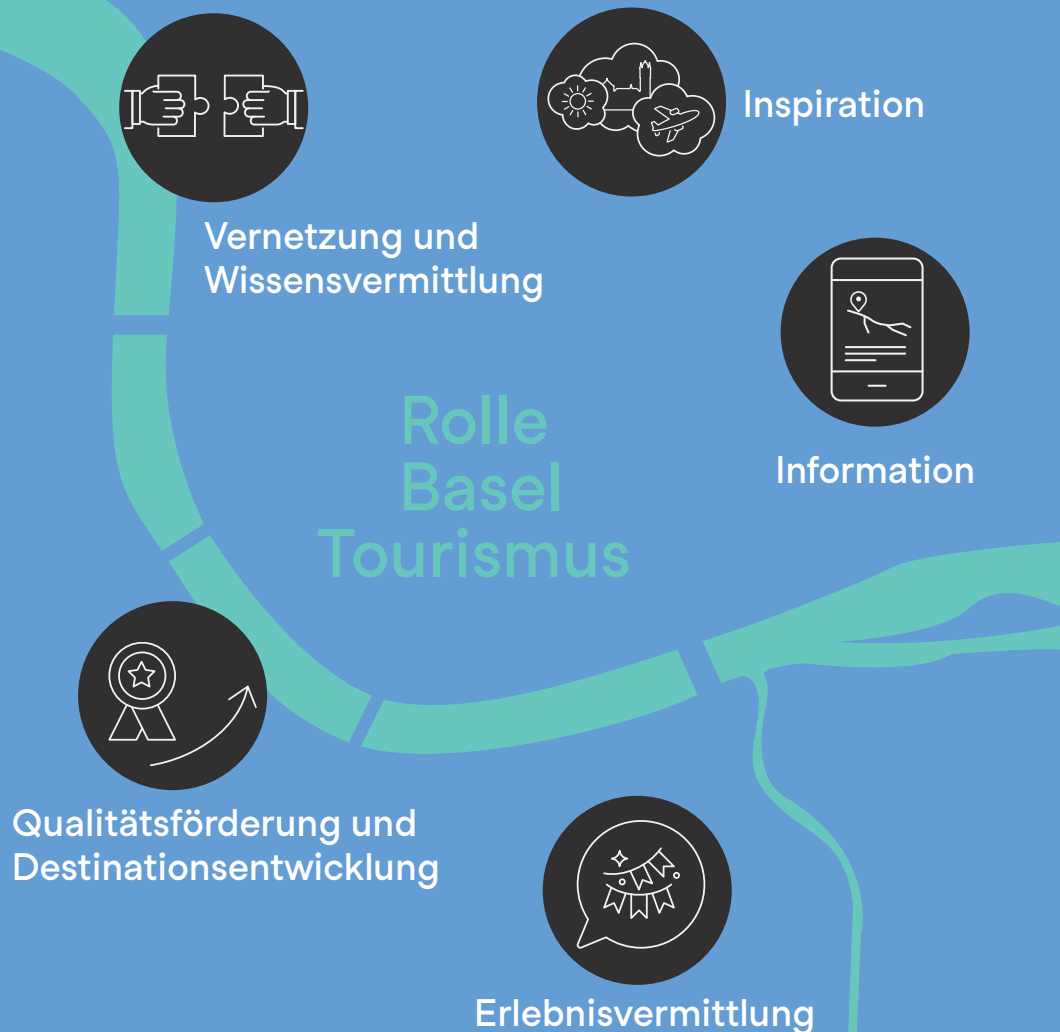 Inspiration
Vernetzung und
Wissensvermittlung
Rolle
Basel
Tourismus
Information
Qualitätsförderung und
Destinationsentwicklung
Erlebnisvermittlung